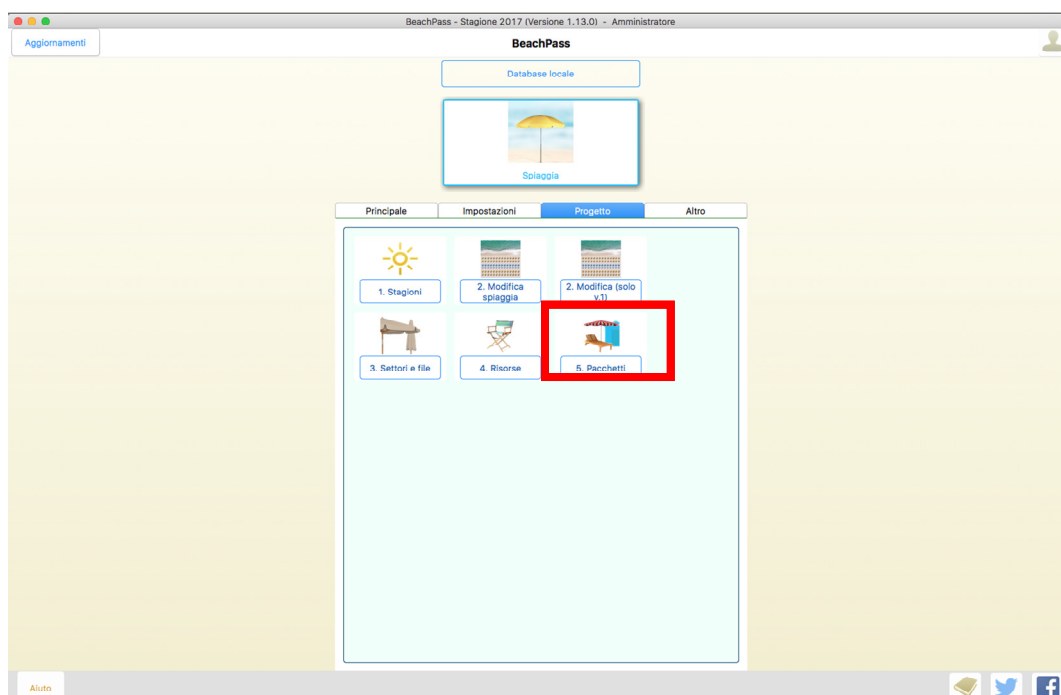 BeachPass - Stagione 2017 (Versione 1.13.0) - Amministratore
Aggiornamenti
BeachPass
Database locale
Spiaggia
Principale
Impostazioni
Progetto
Altro
1. Stagioni
2. Modifica
spiaggia
2. Modifica (solo
v.1)
3. Settori e file
4. Risorse
5. Pacchetti
Aiuto